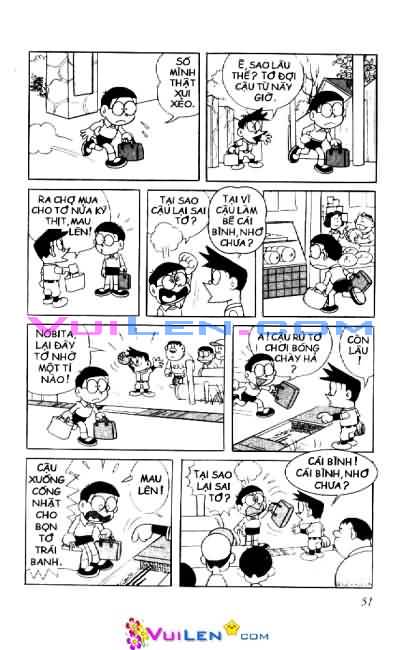 SỐ
MÌNH
THẬT
XUI
XẺO.
Ê, SAO LÂU
THẾ? TỚ ĐỢI
CẬU TỪ NÃY
GIỜ.
RA CHỢ MUA
CHO TỚ NỬA KÝ
THỊT, MAU
LÊN!
TẠI SAO
CẬU LẠI SAI
TỚ?
TẠI VÌ
CẬU LÀM
BỂ CÁI
BÌNH, NHỚ
CHƯA?
NOBITA,
LẠI ĐÂY
TỚ NHỜ
MỘT TÍ
NÀO!
A! CẬU RỦ TỚ
CHƠI BÓNG
CHÀY HẢ
?
CÒN
LÂU!
CẬU
XUỐNG
CỐNG
NHẶT
CHO
BỌN
TỚ
TRÁI
BANH.
MAU
LÊN!
TẠI SAO
LẠI SAI
TỚ?
CÁI BÌNH!
CÁI BÌNH, NHỚ
CHƯA?
VUILEN.COM
51
VUILEN.COM